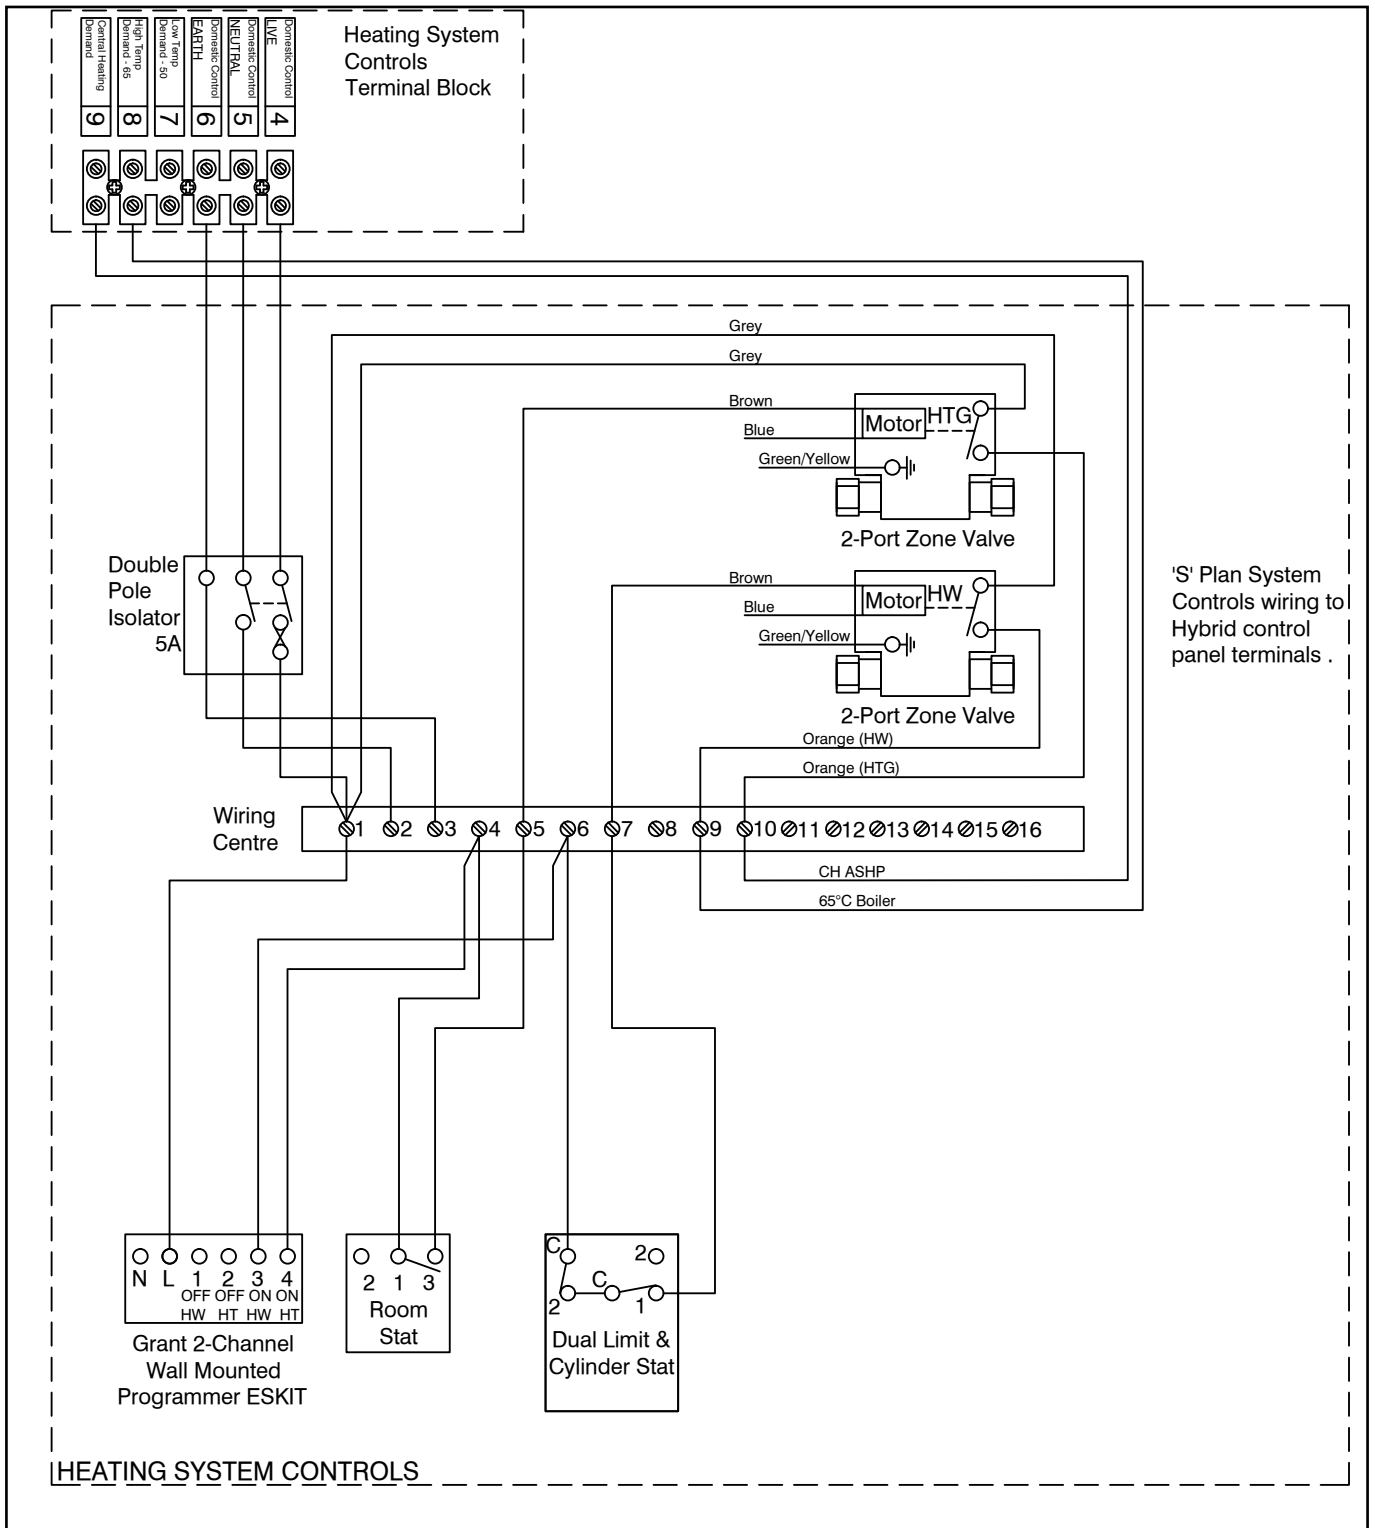 Central Heating
Demand
9
High Temp
Demand - 65
8
Low Temp
Demand - 50
7
Domestic Control
EARTH
6
Domestic Control
NEUTRAL
5
Domestic Control
LIVE
4
Heating System
Controls
Terminal Block
Grey
Grey
Brown
Blue
Green/Yellow
Motor
HTG
2-Port Zone Valve
Double
Pole
Isolator
5A
Brown
Blue
Green/Yellow
Motor
HW
2-Port Zone Valve
'S' Plan System
Controls wiring to
Hybrid control
panel terminals .
Orange (HW)
Orange (HTG)
Wiring
Centre
1 2 3 4 5 6 7 8 9 10 11 12 13 14 15 16
CH ASHP
65°C Boiler
N L 1 2 3 4
OFF OFF ON ON
HW HT HW HT
Grant 2-Channel
Wall Mounted
Programmer ESKIT
2 1 3
Room
Stat
C 2
C
2 1
Dual Limit &
Cylinder Stat
HEATING SYSTEM CONTROLS